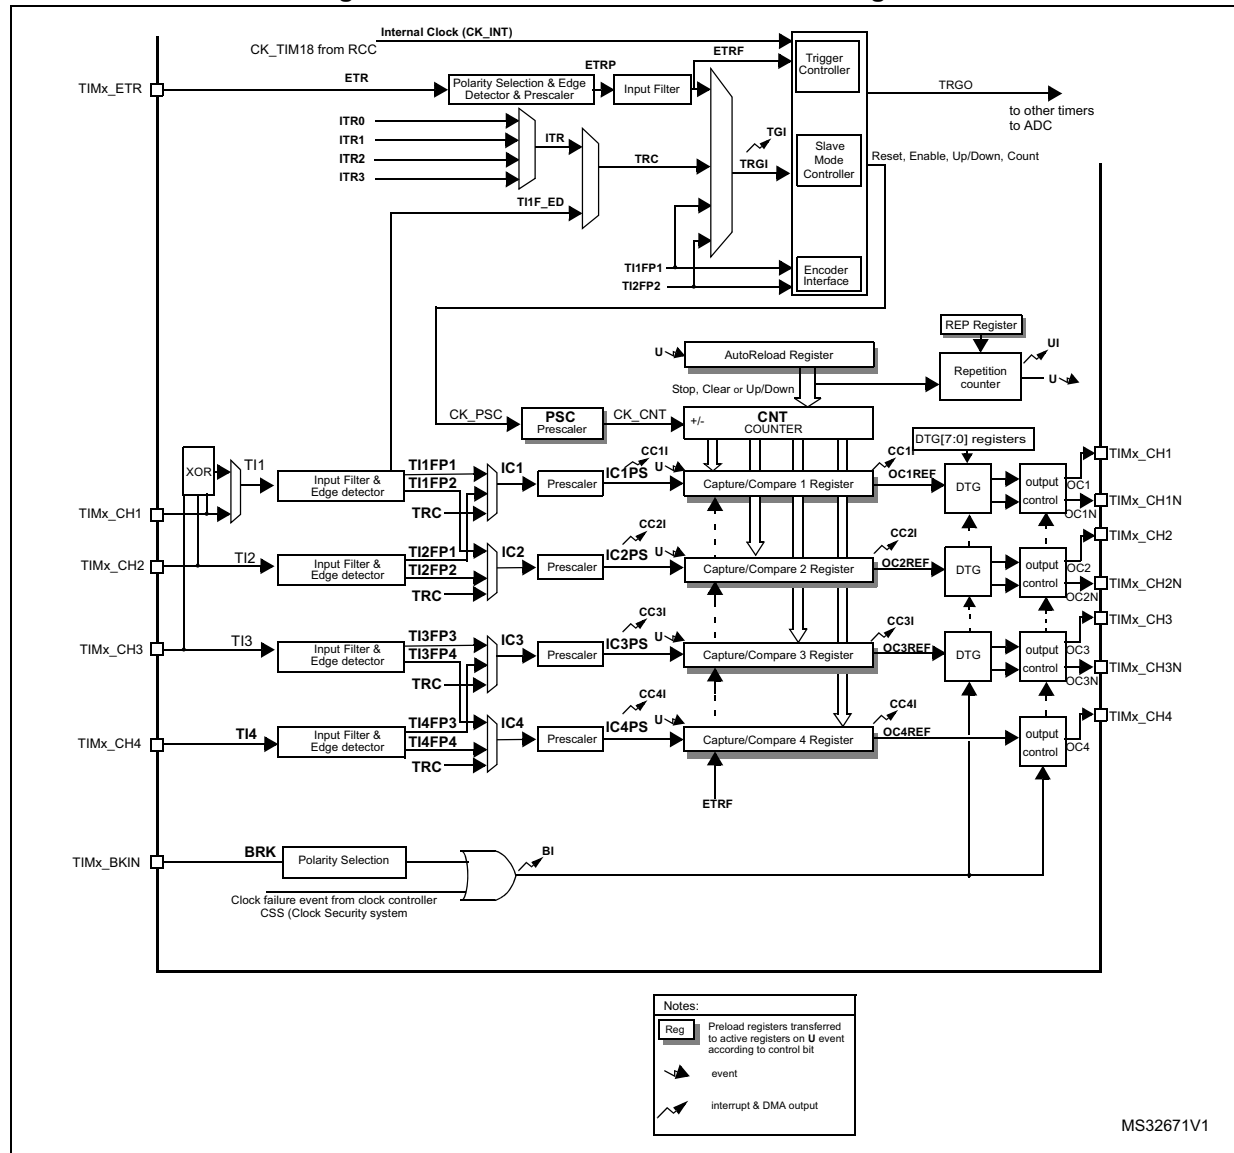 Internal Clock (CK_INT)
CK_TIM18 from RCC
ETRF
Trigger
Controller
TIMx_ETR
ETR
Polarity Selection & Edge
Detector & Prescaler
ETRP
Input Filter
TRGO
to other timers
to ADC
ITR0
ITR1
ITR2
ITR3
ITR
TRC
TGI
TRGI
Slave
Mode
Controller
Reset, Enable, Up/Down, Count
TI1F_ED
TI1FP1
TI2FP2
Encoder
Interface
REP Register
U
AutoReload Register
UI
Repetition
counter
U
Stop, Clear or Up/Down
CK_PSC
PSC
Prescaler
CK_CNT
+/-
CNT
COUNTER
DTG[7:0] registers
XOR
TI1
Input Filter &
Edge detector
TI1FP1
TI1FP2
TRC
IC1
Prescaler
CC1I
IC1PS
U
Capture/Compare 1 Register
CC1I
OC1REF
DTG
output
control
OC1
OC1N
TIMx_CH1
TIMx_CH1N
TIMx_CH1
TIMx_CH2
TI2
Input Filter &
Edge detector
TI2FP1
TI2FP2
TRC
IC2
Prescaler
CC2I
IC2PS
U
Capture/Compare 2 Register
CC2I
OC2REF
DTG
output
control
OC2
OC2N
TIMx_CH2
TIMx_CH2N
TIMx_CH3
TI3
Input Filter &
Edge detector
TI3FP3
TI3FP4
TRC
IC3
Prescaler
CC3I
IC3PS
U
Capture/Compare 3 Register
CC3I
OC3REF
DTG
output
control
OC3
OC3N
TIMx_CH3
TIMx_CH3N
TIMx_CH4
TI4
Input Filter &
Edge detector
TI4FP3
TI4FP4
TRC
IC4
Prescaler
CC4I
IC4PS
U
Capture/Compare 4 Register
CC4I
OC4REF
output
control
OC4
TIMx_CH4
ETRF
TIMx_BKIN
BRK
Polarity Selection
BI
Clock failure event from clock controller
CSS (Clock Security system
Notes:
Reg
Preload registers transferred
to active registers on U event
according to control bit
event
interrupt & DMA output
MS32671V1